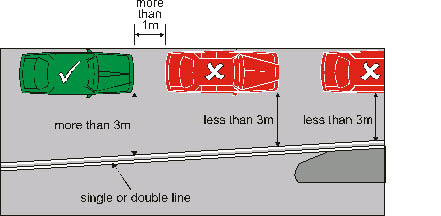 more
than
1m
more than 3m
less than 3m
less than 3m
single or double line